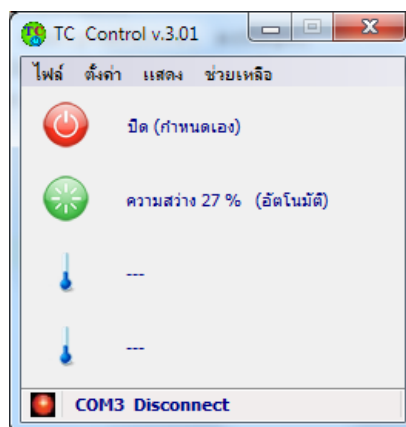 TC Control v.3.01
ไฟล์ ตั้งค่า แสดง ช่วยเหลือ
ปิด (กำหนดเอง)
ความสว่าง 27 % (อัตโนมัติ)
---
---
COM3 Disconnect